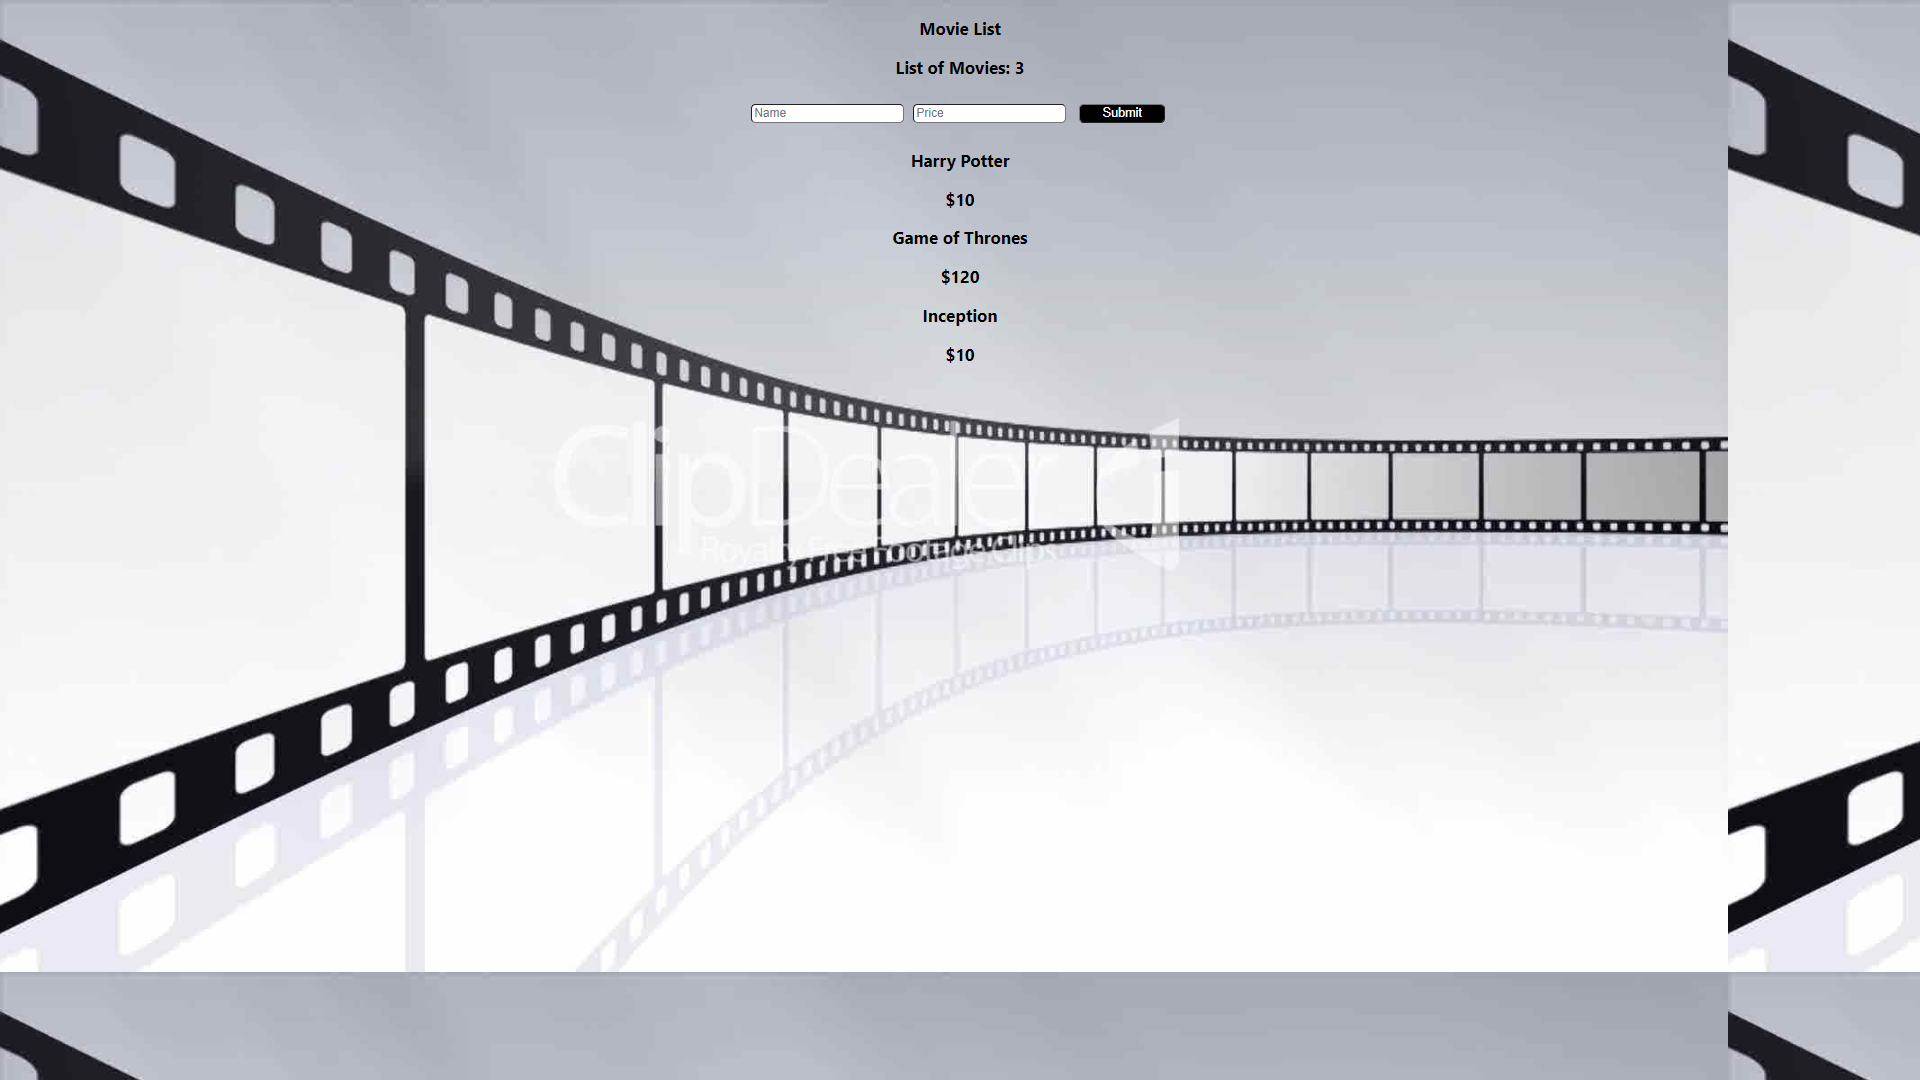 Movie List
List of Movies: 3
Name Price Submit
Harry Potter
$10
Game of Thrones
$120
Inception
$10
ClipDealer
Royalty Free Footage Clips